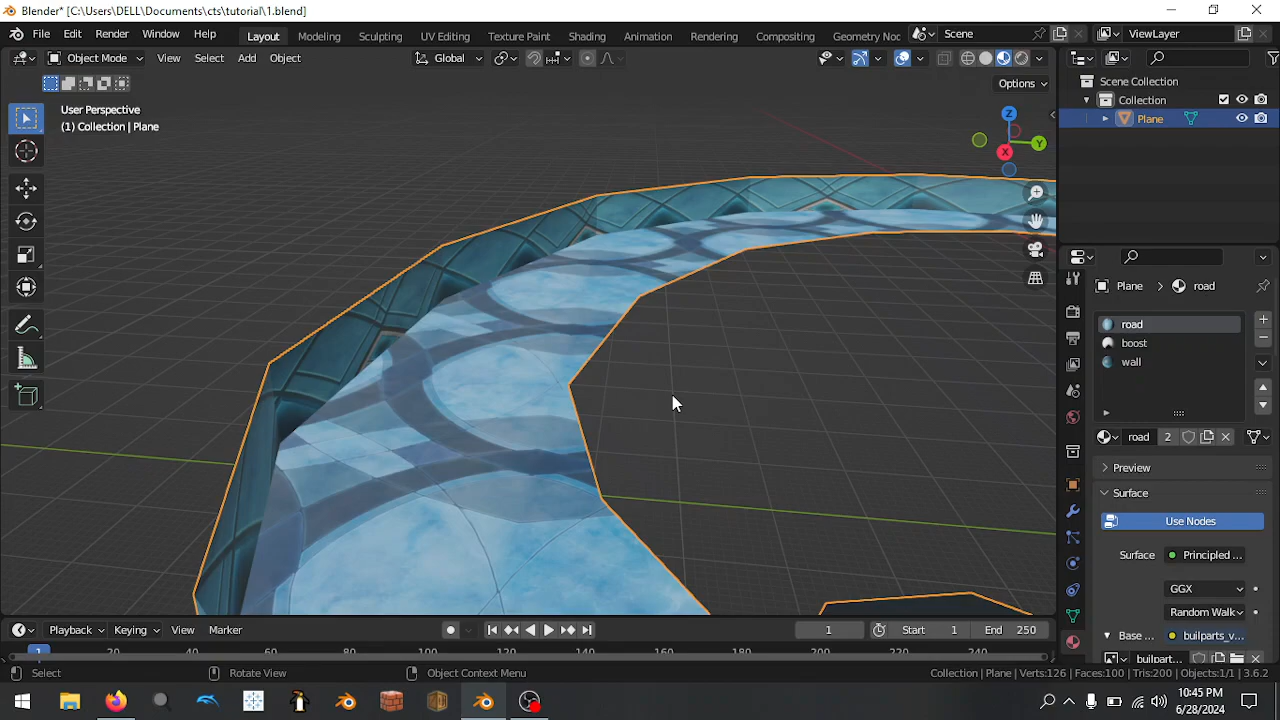 Blender* [C:\Users\DELL\Documents\cts\tutorial\1.blend]
File Edit Render Window Help Layout Modeling Sculpting UV Editing Texture Paint Shading Animation Rendering Compositing Geometry Noc Scene ViewLayer
Object Mode View Select Add Object Global
Options
User Perspective
(1) Collection | Plane
Z
Y
X
Scene Collection
Collection
Plane
Plane > road
road
boost
wall
road 2
Preview
Surface
Use Nodes
Surface Principled ...
GGX
Random Walk
Base ... builparts_v...
builpart...
Playback Keying View Marker 1 Start 1 End 250
1 20 40 60 80 100 120 140 160 180 200 220 240
Select Rotate View Object Context Menu Collection | Plane | Verts:126 | Faces:100 | Tris:200 | Objects:1/1 | 3.6.2
10:45 PM
6/28/2024